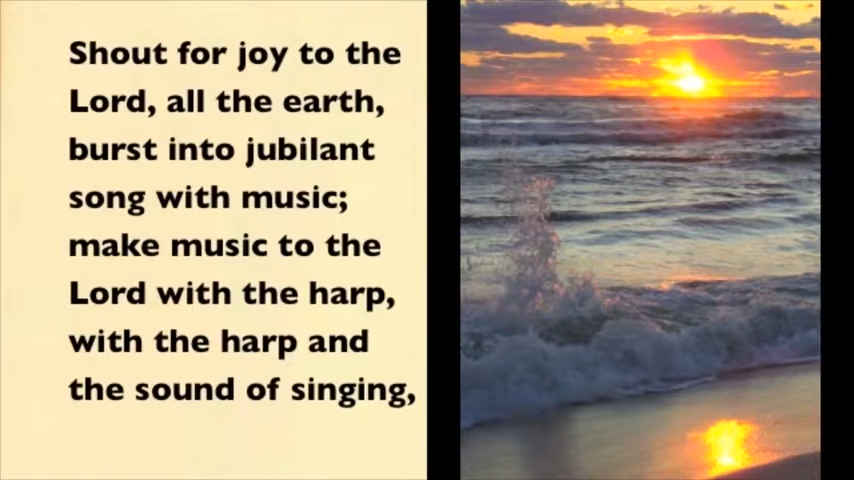 Shout for joy to the
Lord, all the earth,
burst into jubilant
song with music;
make music to the
Lord with the harp,
with the harp and
the sound of singing,